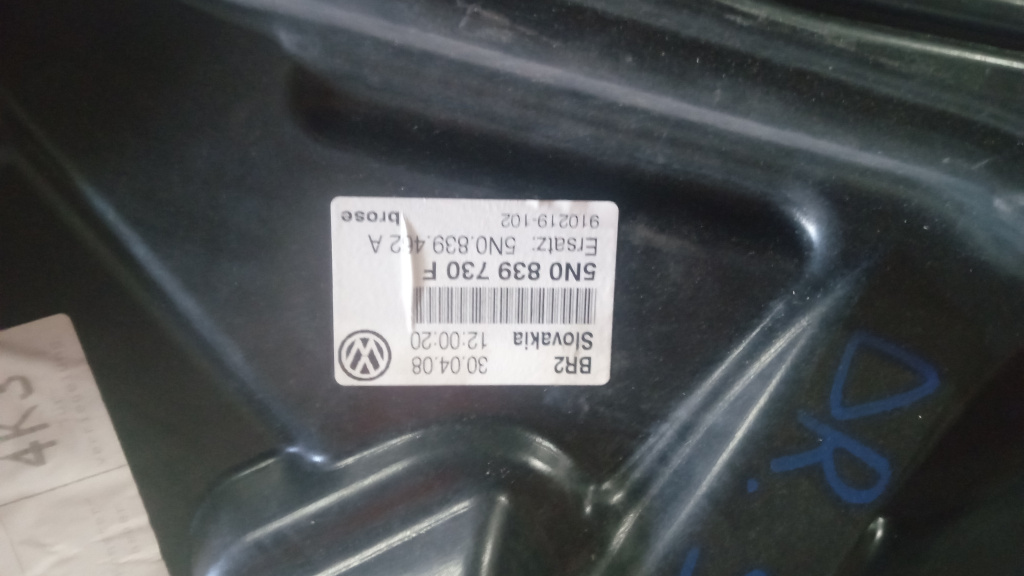 BR2 30.04.08
Slovakia 12:00:20
5N0 839 730 F
Ersatz: 5N0.839.462 A
910219-102 brose
4K5
DR